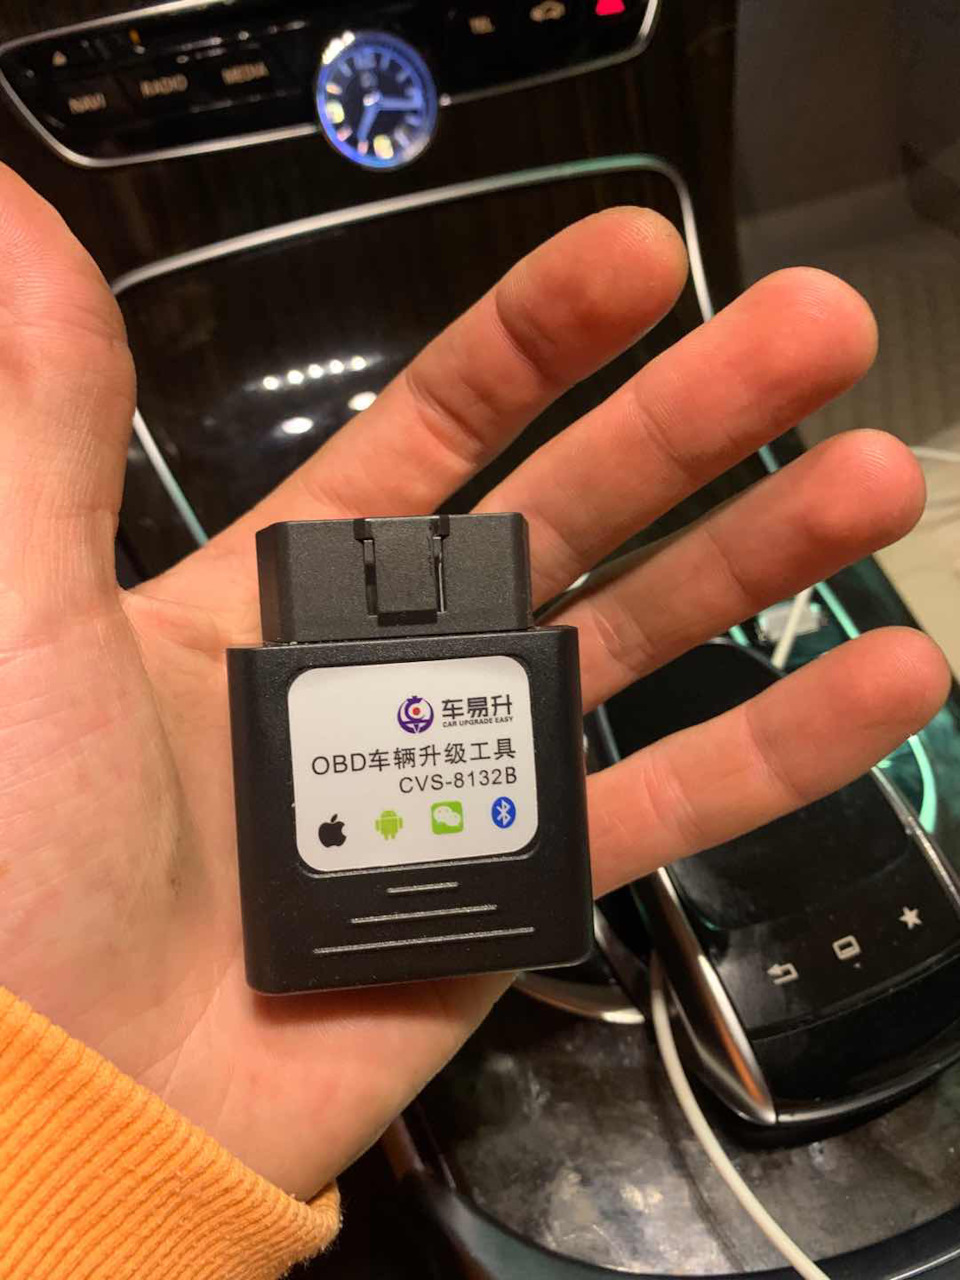 NAVI
RADIO
MEDIA
TEL
车易升
CAR UPGRADE EASY
OBD车辆升级工具
CVS-8132B